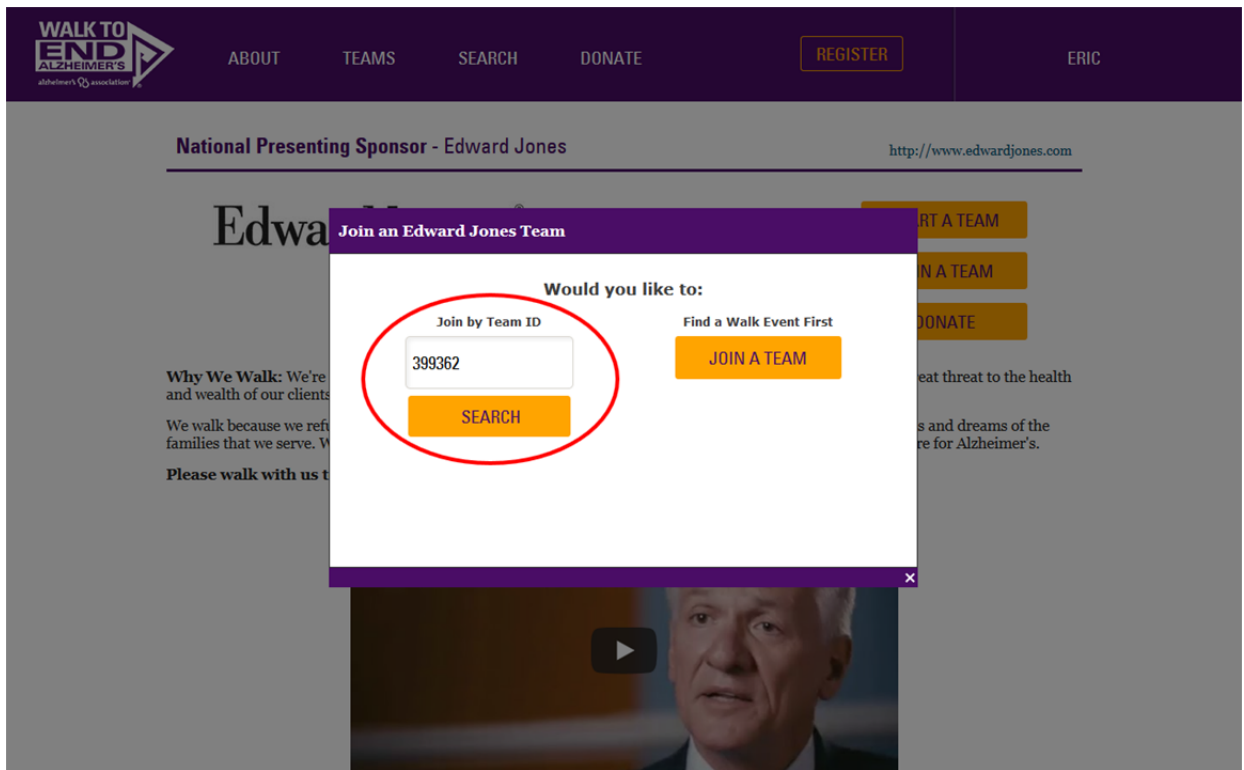 WALK TO
END
ALZHEIMER'S
alzheimer's association®
ABOUT TEAMS SEARCH DONATE REGISTER ERIC
National Presenting Sponsor - Edward Jones http://www.edwardjones.com
Edwa
Join an Edward Jones Team
RT A TEAM
Would you like to:
N A TEAM
Join by Team ID Find a Walk Event First
399362 JOIN A TEAM
DONATE
SEARCH
Why We Walk: We're eat threat to the health
and wealth of our clients
We walk because we refu s and dreams of the
families that we serve. W re for Alzheimer's.
Please walk with us t
×